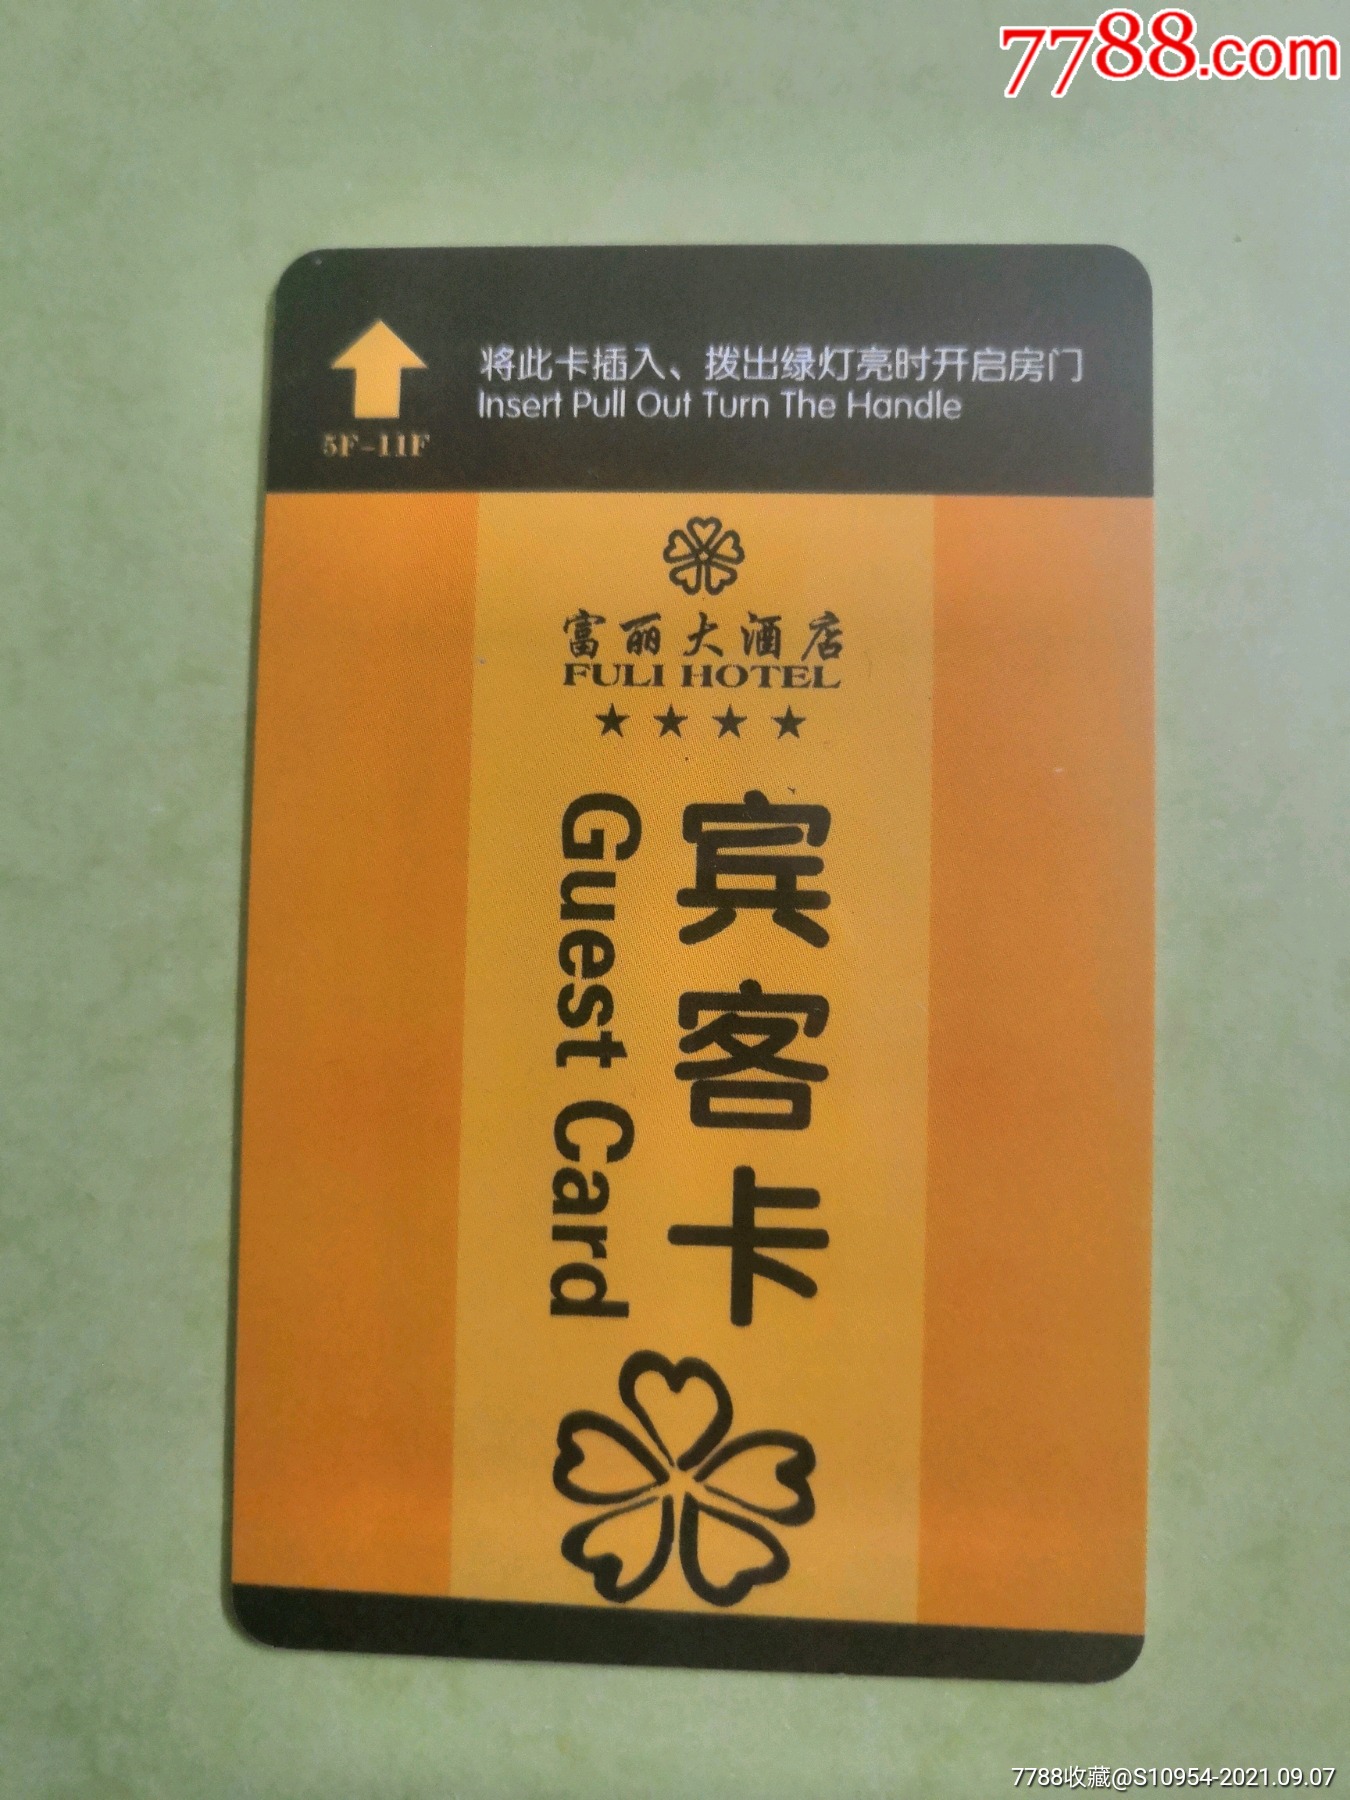 7788.com
将此卡插入、拨出绿灯亮时开启房门
Insert Pull Out Turn The Handle
5F-11F
富丽大酒店
FULI HOTEL
★★★★
宾客卡
Guest Card
7788收藏@S10954-2021.09.07